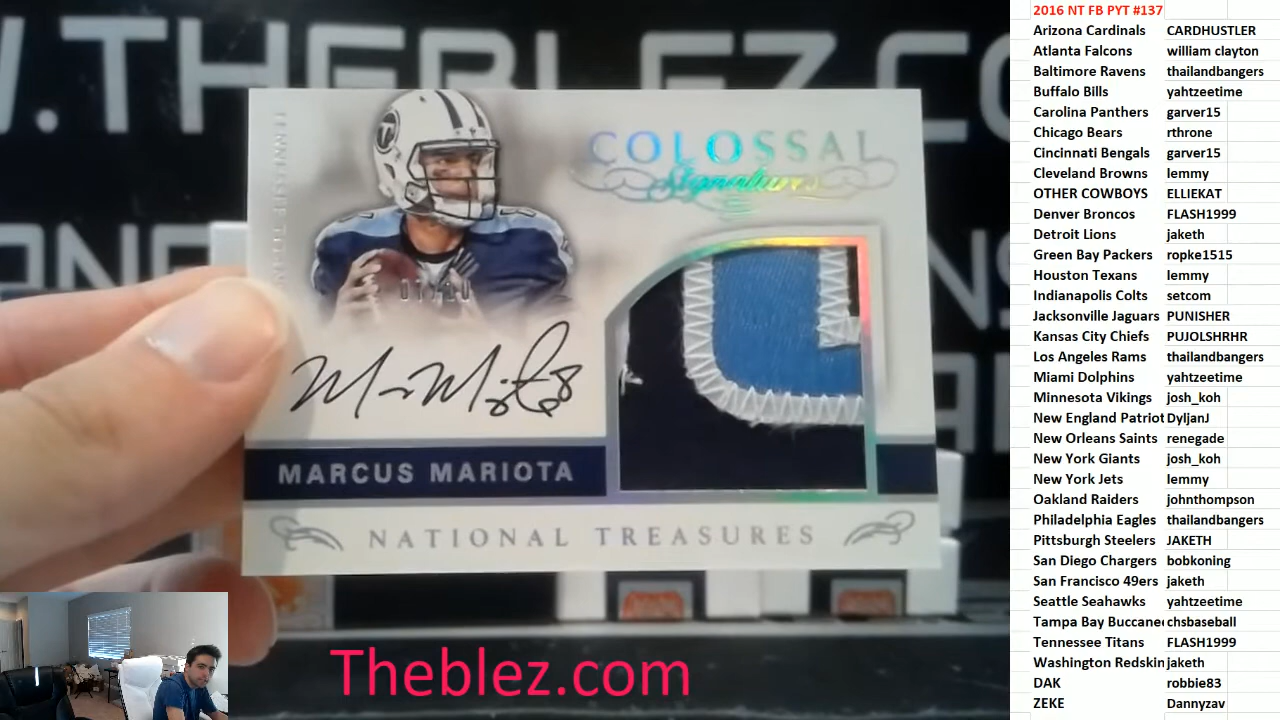 W.THEBLEZ.CO
COLOSSAL
Signatures
07/10
MARCUS MARIOTA
NATIONAL TREASURES
Theblez.com
2016 NT FB PYT #137
Arizona Cardinals CARDHUSTLER
Atlanta Falcons william clayton
Baltimore Ravens thailandbangers
Buffalo Bills yahtzeetime
Carolina Panthers garver15
Chicago Bears rthrone
Cincinnati Bengals garver15
Cleveland Browns lemmy
OTHER COWBOYS ELLIEKAT
Denver Broncos FLASH1999
Detroit Lions jaketh
Green Bay Packers ropke1515
Houston Texans lemmy
Indianapolis Colts setcom
Jacksonville Jaguars PUNISHER
Kansas City Chiefs PUJOLSHRHR
Los Angeles Rams thailandbangers
Miami Dolphins yahtzeetime
Minnesota Vikings josh_koh
New England Patriot DyljanJ
New Orleans Saints renegade
New York Giants josh_koh
New York Jets lemmy
Oakland Raiders johnthompson
Philadelphia Eagles thailandbangers
Pittsburgh Steelers JAKETH
San Diego Chargers bobkoning
San Francisco 49ers jaketh
Seattle Seahawks yahtzeetime
Tampa Bay Buccanee chsbaseball
Tennessee Titans FLASH1999
Washington Redskin jaketh
DAK robbie83
ZEKE Dannyzav